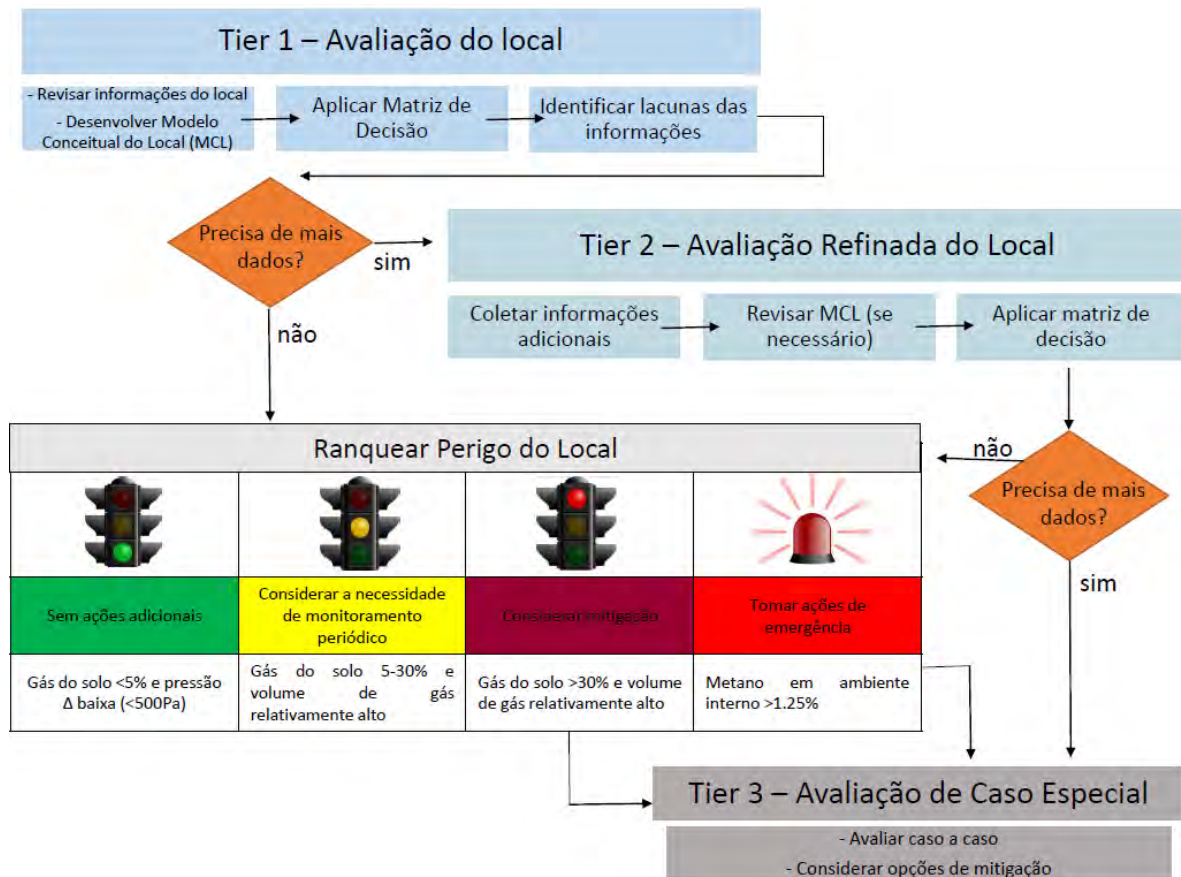 Tier 1 – Avaliação do local
- Revisar informações do local
- Desenvolver Modelo
Conceitual do Local (MCL)
Aplicar Matriz de
Decisão
Identificar lacunas das
informações
Precisa de mais
dados?
sim
não
Tier 2 – Avaliação Refinada do Local
Coletar informações
adicionais
Revisar MCL (se
necessário)
Aplicar matriz de
decisão
não
Precisa de mais
dados?
sim
Ranquear Perigo do Local
Sem ações adicionais
Considerar a necessidade
de monitoramento
periódico
Considerar mitigação
Tomar ações de
emergência
Gás do solo <5% e pressão
Δ baixa (<500Pa)
Gás do solo 5-30% e
volume de gás
relativamente alto
Gás do solo >30% e volume
de gás relativamente alto
Metano em ambiente
interno >1.25%
Tier 3 – Avaliação de Caso Especial
- Avaliar caso a caso
- Considerar opções de mitigação